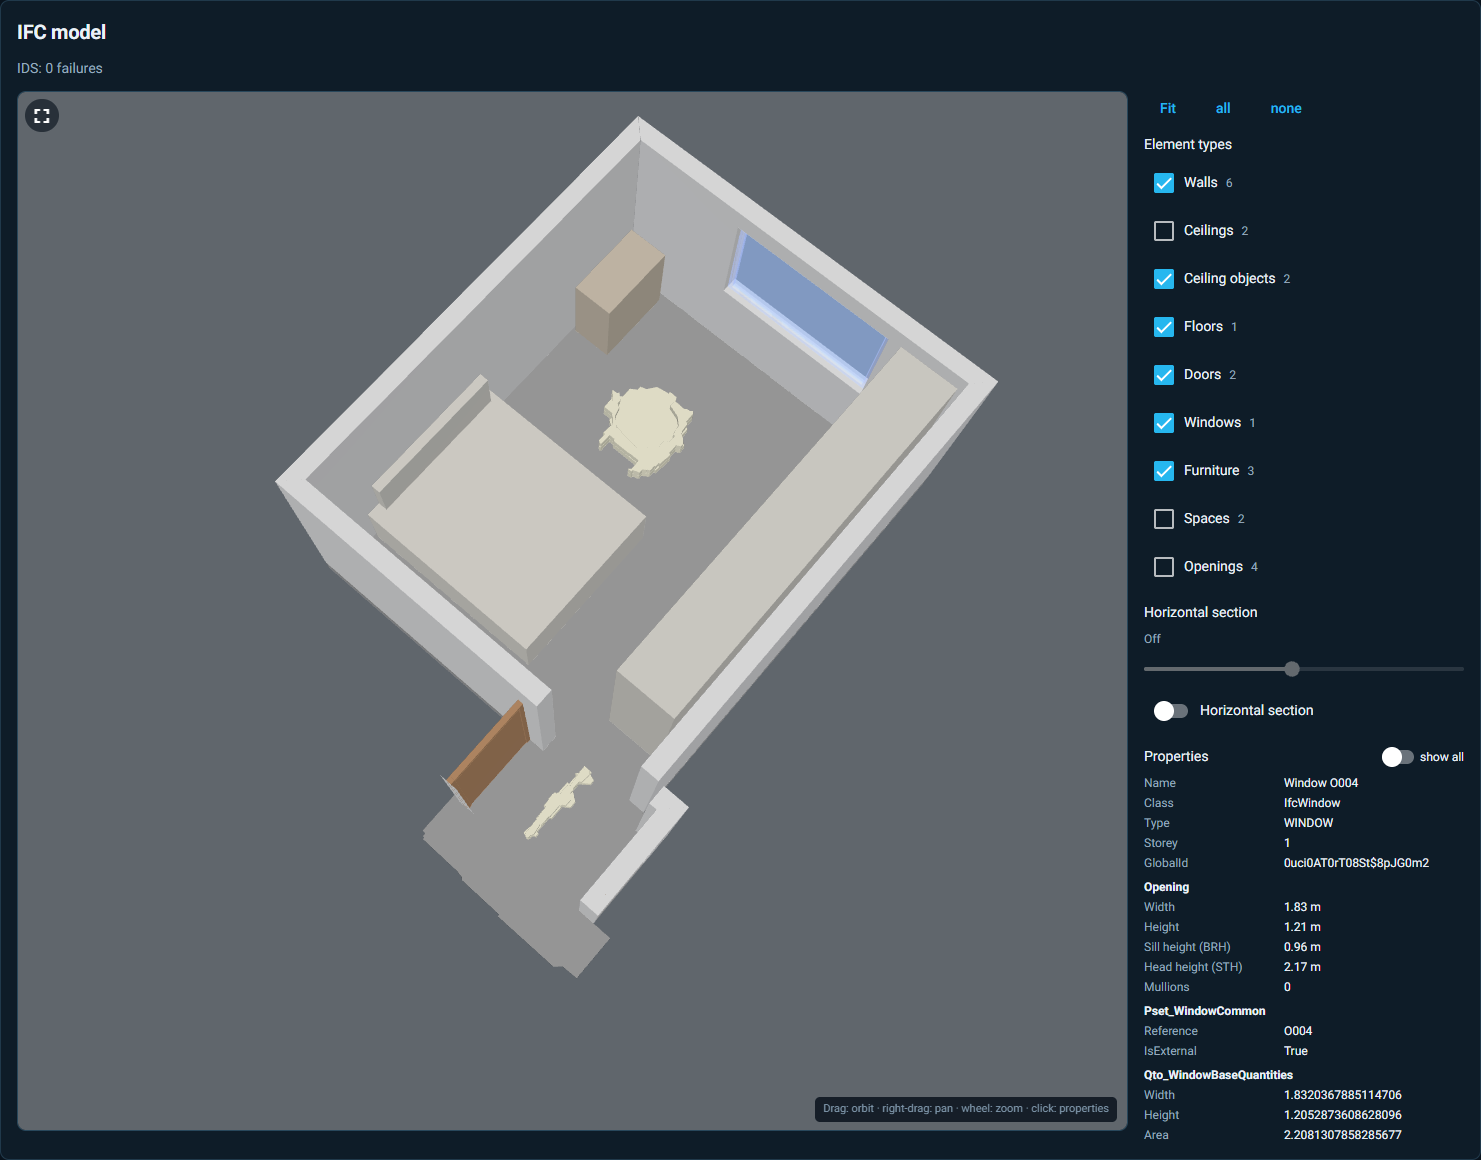 IFC model
IDS: 0 failures
Fit all none
Element types
Walls 6
Ceilings 2
Ceiling objects 2
Floors 1
Doors 2
Windows 1
Furniture 3
Spaces 2
Openings 4
Horizontal section
Off
Horizontal section
Properties show all
Name Window O004
Class IfcWindow
Type WINDOW
Storey 1
GlobalId 0uci0AT0rT08St$8pJG0m2
Opening
Width 1.83 m
Height 1.21 m
Sill height (BRH) 0.96 m
Head height (STH) 2.17 m
Mullions 0
Pset_WindowCommon
Reference O004
IsExternal True
Qto_WindowBaseQuantities
Width 1.8320367885114706
Height 1.2052873608628096
Area 2.2081307858285677
Drag: orbit · right-drag: pan · wheel: zoom · click: properties